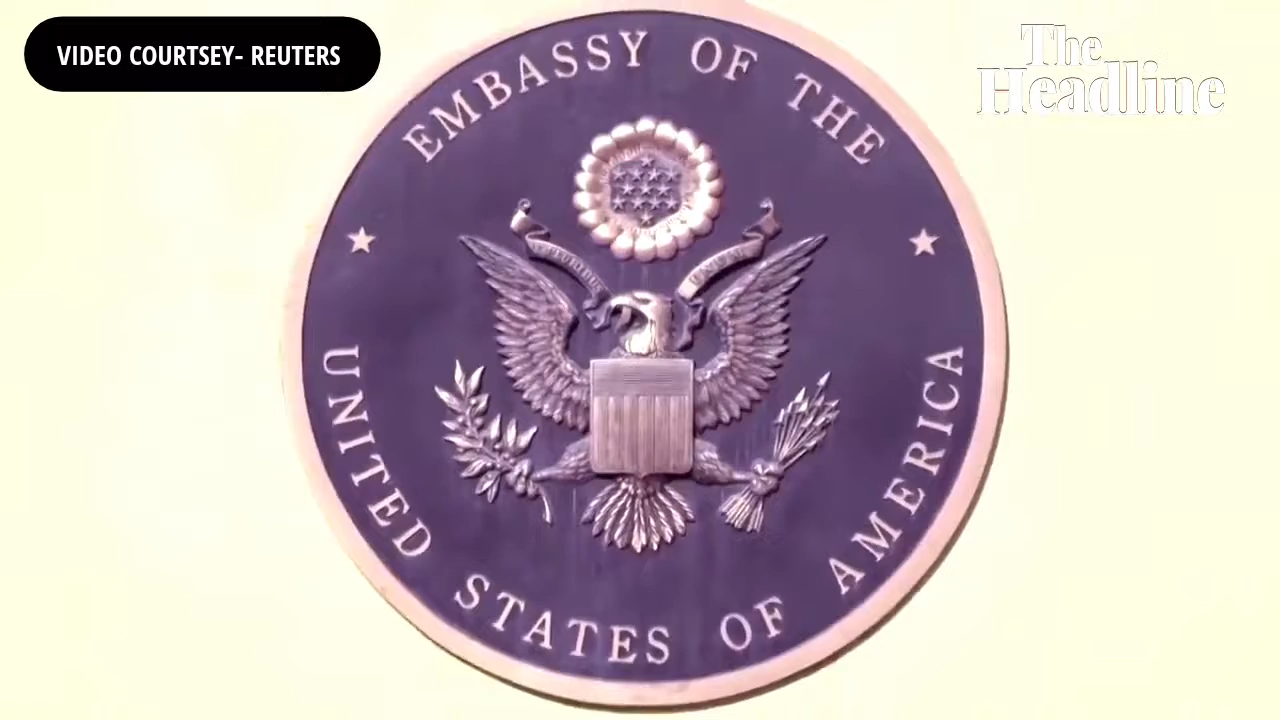 VIDEO COURTSEY- REUTERS
The
Headline
EMBASSY OF THE
UNITED STATES OF AMERICA